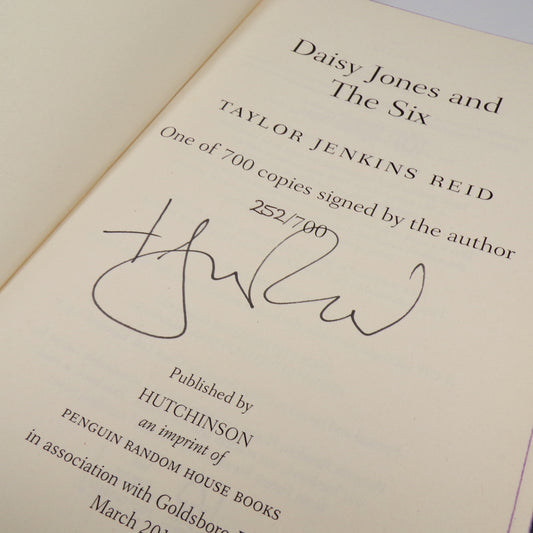 Daisy Jones and
The Six
TAYLOR JENKINS REID
One of 700 copies signed by the author
252/700
Published by
HUTCHINSON
an imprint of
PENGUIN RANDOM HOUSE BOOKS
in association with Goldsboro
March